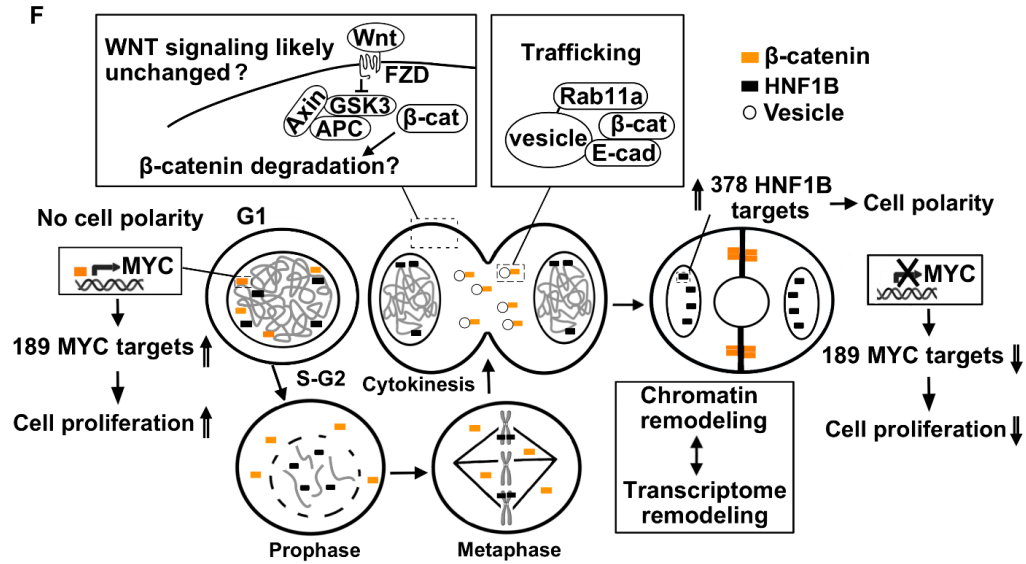 F
WNT signaling likely
unchanged ?
Wnt
FZD
Axin
GSK3
APC
β-cat
β-catenin degradation?
Trafficking
Rab11a
vesicle
β-cat
E-cad
β-catenin
HNF1B
Vesicle
No cell polarity
G1
MYC
189 MYC targets ⇑
Cell proliferation ⇑
S-G2
Cytokinesis
Prophase
Metaphase
⇑ 378 HNF1B
targets
Cell polarity
MYC
189 MYC targets ⇓
Cell proliferation ⇓
Chromatin
remodeling
Transcriptome
remodeling